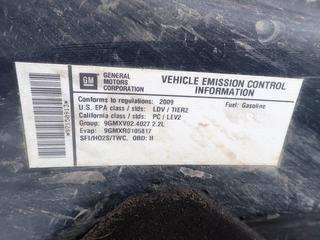 GM
GENERAL MOTORS CORPORATION
VEHICLE EMISSION CONTROL INFORMATION
Conforms to regulations: 2009
Fuel: Gasoline
U.S. EPA class / stds: LDV / TIER2
California class / stds: PC / LEV2
Group: 9GMXV02.4027 2.2L
Evap: 9GMXR0105817
SFI/HO2S/TWC, OBD: II